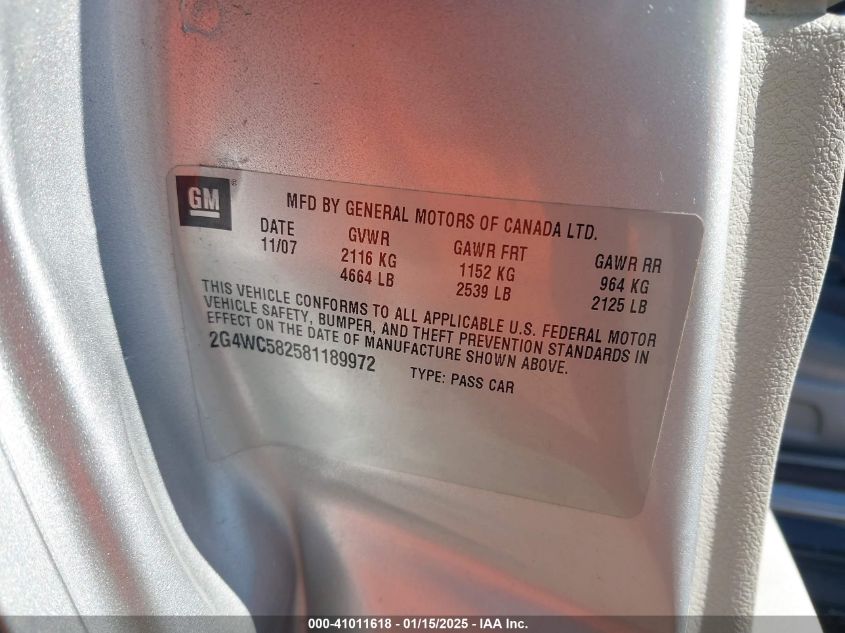 GM
MFD BY GENERAL MOTORS OF CANADA LTD.
DATE GVWR GAWR FRT GAWR RR
11/07 2116 KG 1152 KG 964 KG
4664 LB 2539 LB 2125 LB
THIS VEHICLE CONFORMS TO ALL APPLICABLE U.S. FEDERAL MOTOR
VEHICLE SAFETY, BUMPER, AND THEFT PREVENTION STANDARDS IN
EFFECT ON THE DATE OF MANUFACTURE SHOWN ABOVE.
2G4WC582581189972 TYPE: PASS CAR
000-41011618 - 01/15/2025 - IAA Inc.